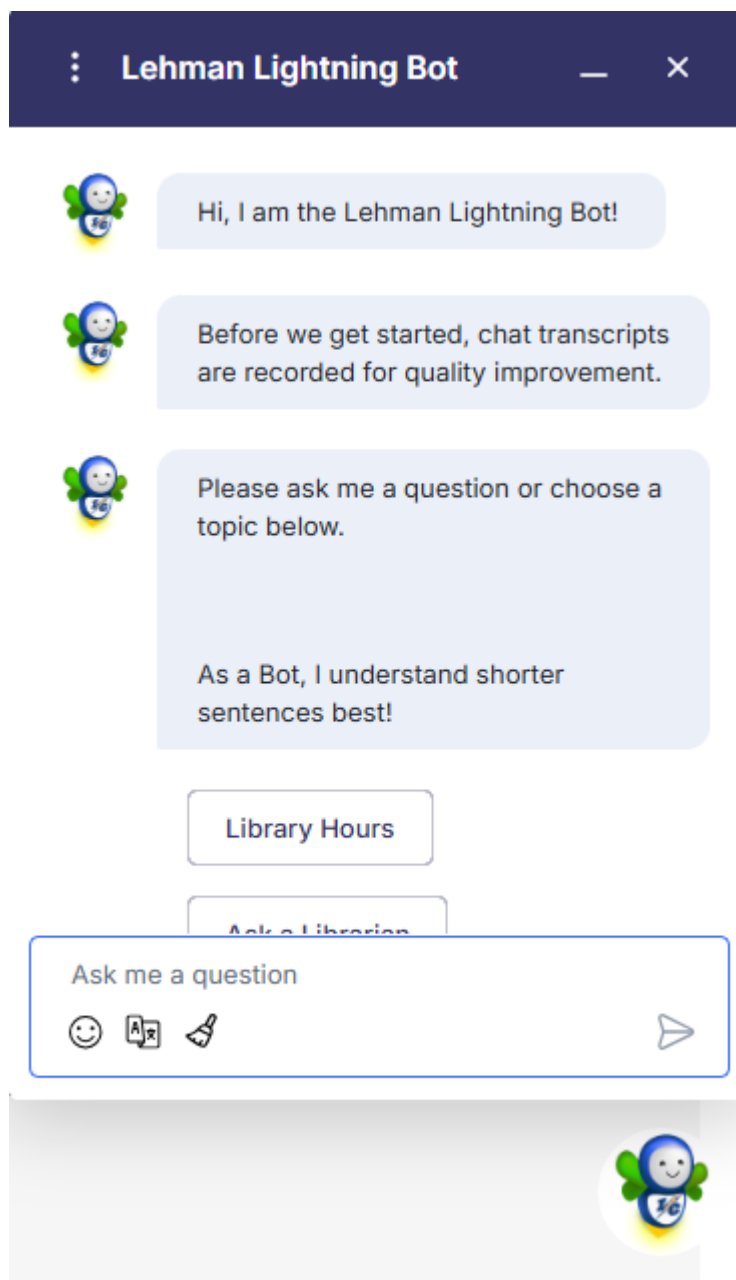 Lehman Lightning Bot
Hi, I am the Lehman Lightning Bot!
Before we get started, chat transcripts
are recorded for quality improvement.
Please ask me a question or choose a
topic below.
As a Bot, I understand shorter
sentences best!
Library Hours
Ask a Librarian
Ask me a question